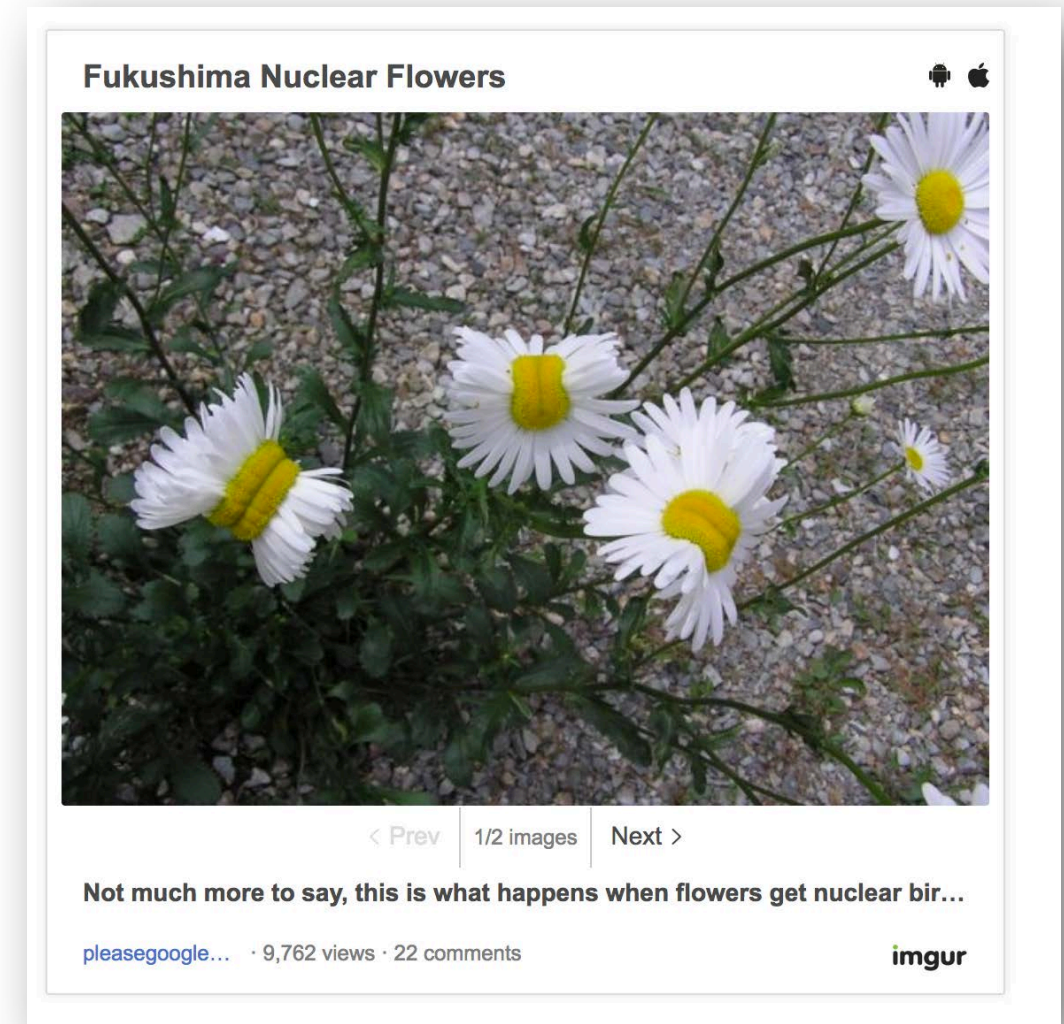 Fukushima Nuclear Flowers
< Prev
1/2 images
Next >
Not much more to say, this is what happens when flowers get nuclear bir...
pleasegoogle... · 9,762 views · 22 comments
imgur